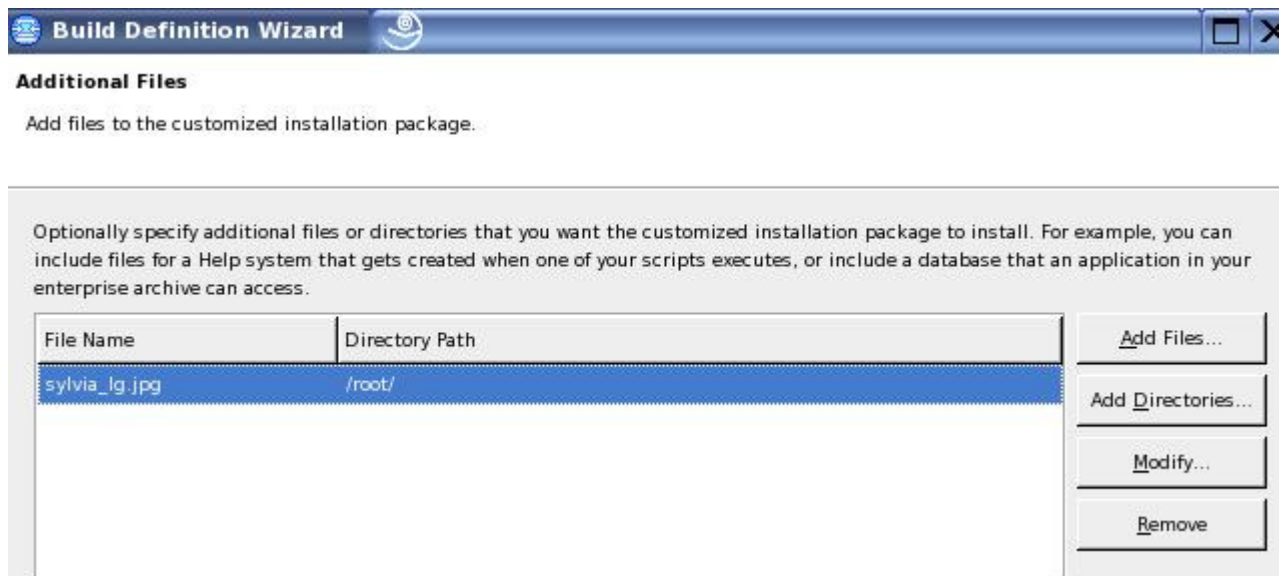 Build Definition Wizard
Additional Files
Add files to the customized installation package.
Optionally specify additional files or directories that you want the customized installation package to install. For example, you can
include files for a Help system that gets created when one of your scripts executes, or include a database that an application in your
enterprise archive can access.
File Name Directory Path
sylvia_lg.jpg /root/
Add Files...
Add Directories...
Modify...
Remove